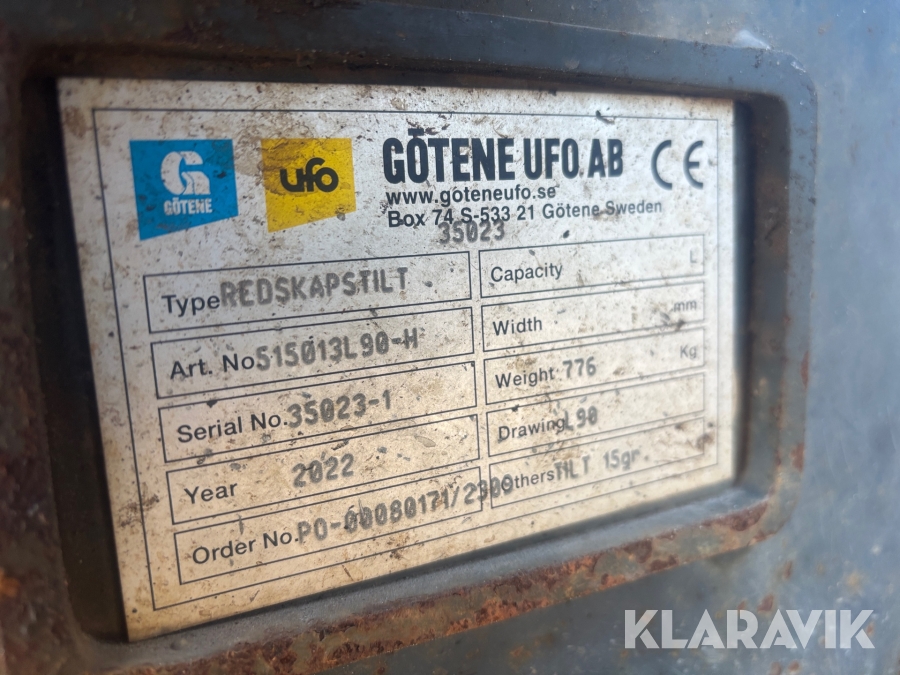 GÖTENE
ufo
GÖTENE UFO AB CE
www.goteneufo.se
Box 74 S-533 21 Götene Sweden
35023
Type REDSKAPSTILT
Capacity L
Art. No 515013L90-H
Width mm
Serial No. 35023-1
Weight 776 Kg
Year 2022
Drawing L90
Order No. PO-00080171/2300
Others TILT 15gr.
KLARAVIK